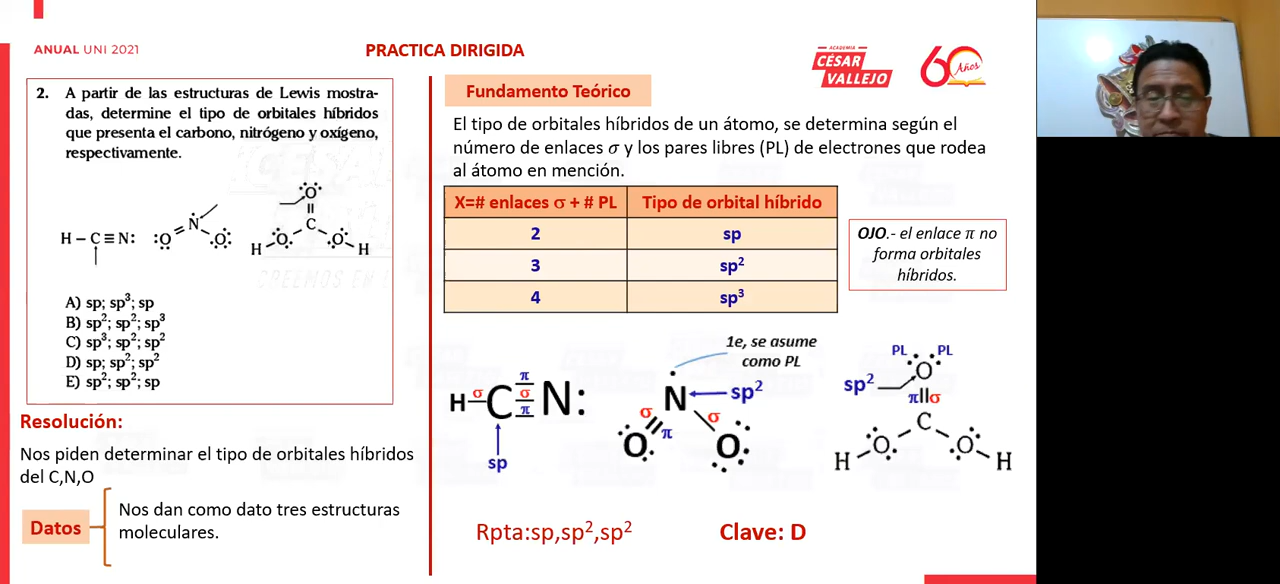 ANUAL UNI 2021
PRACTICA DIRIGIDA
ACADEMIA
CÉSAR
VALLEJO
60 Años
2. A partir de las estructuras de Lewis mostra-
das, determine el tipo de orbitales híbridos
que presenta el carbono, nitrógeno y oxígeno,
respectivamente.
H – C ≡ N:
:O = N O:
O
=
C
H O O H
A) sp; sp³; sp
B) sp²; sp²; sp³
C) sp³; sp²; sp²
D) sp; sp²; sp²
E) sp²; sp²; sp
Resolución:
Nos piden determinar el tipo de orbitales híbridos
del C,N,O
Datos
Nos dan como dato tres estructuras
moleculares.
Fundamento Teórico
El tipo de orbitales híbridos de un átomo, se determina según el
número de enlaces σ y los pares libres (PL) de electrones que rodea
al átomo en mención.
X=# enlaces σ + # PL Tipo de orbital híbrido
2 sp
3 sp²
4 sp³
OJO.- el enlace π no
forma orbitales
híbridos.
H σ C π σ π N:
sp
1e, se asume
como PL
N sp²
σ π σ
O O
PL PL
sp² O
π σ
C
H O O H
Rpta:sp,sp²,sp² Clave: D